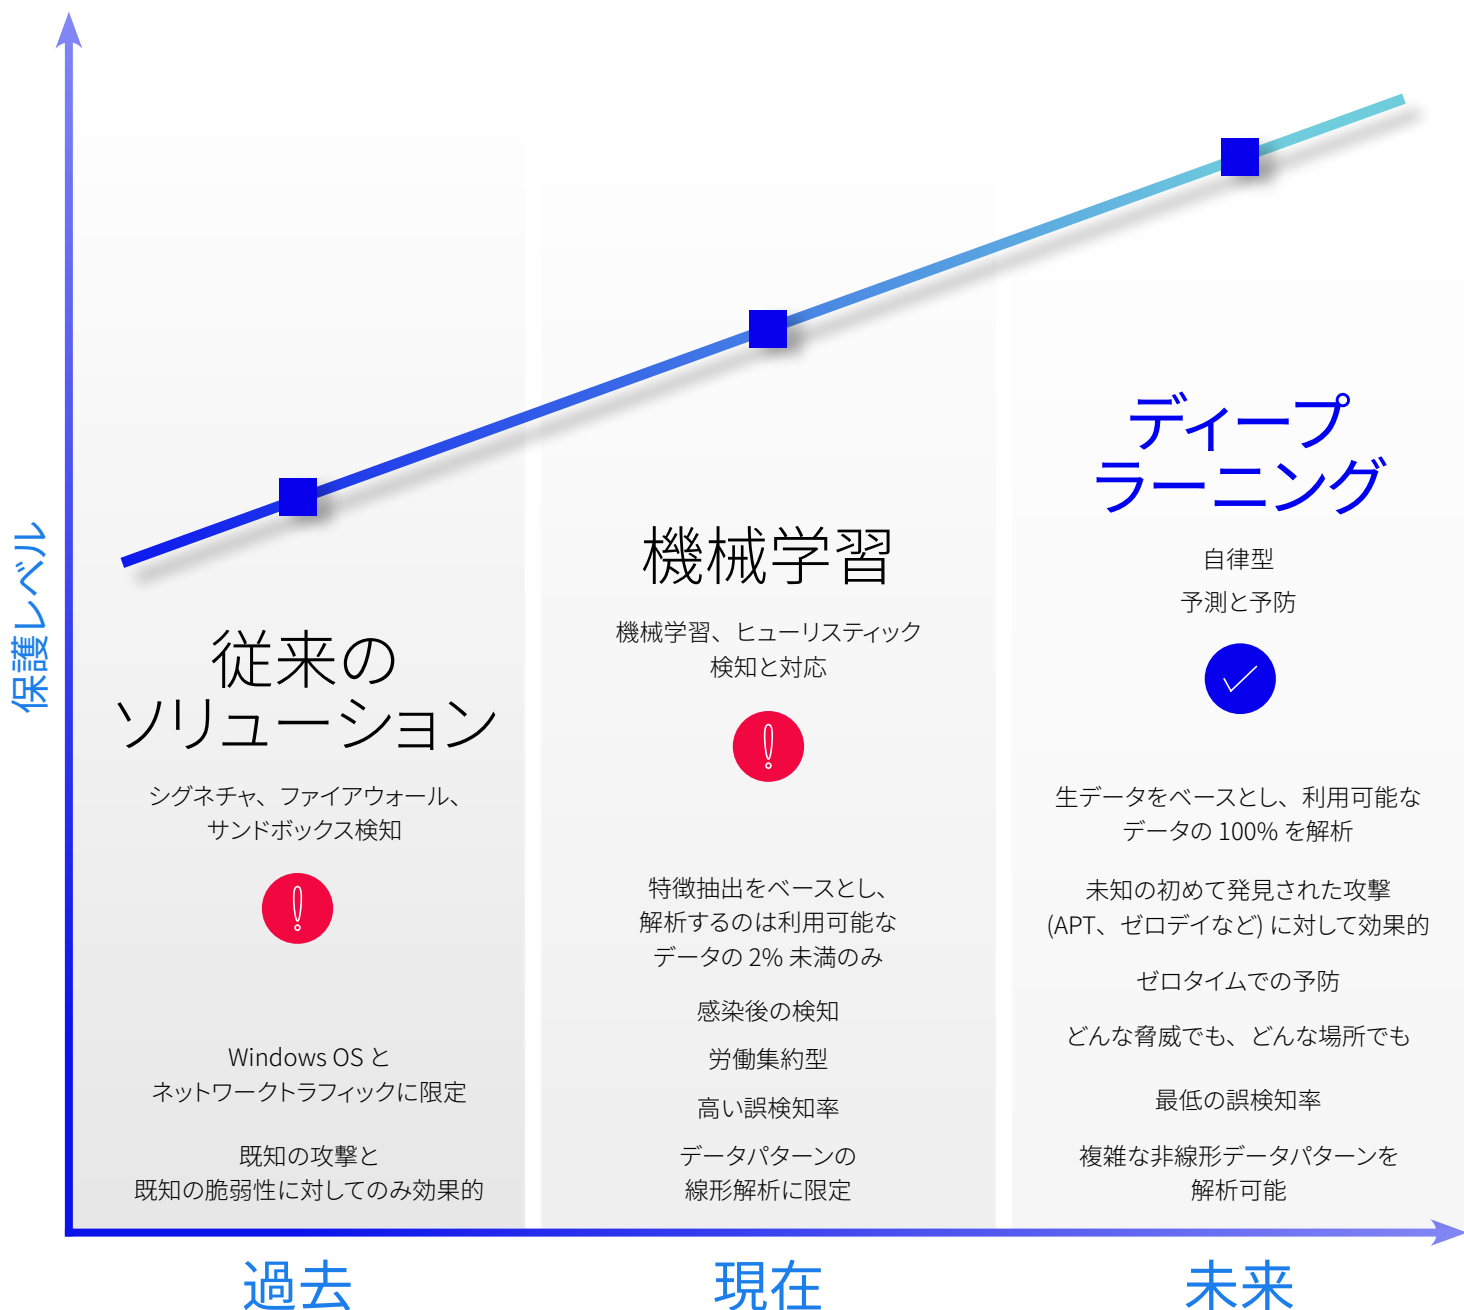 保護レベル
従来の
ソリューション
シグネチャ、ファイアウォール、
サンドボックス検知
Windows OS と
ネットワークトラフィックに限定
既知の攻撃と
既知の脆弱性に対してのみ効果的
過去
機械学習
機械学習、ヒューリスティック
検知と対応
特徴抽出をベースとし、
解析するのは利用可能な
データの 2% 未満のみ
感染後の検知
労働集約型
高い誤検知率
データパターンの
線形解析に限定
現在
ディープ
ラーニング
自律型
予測と予防
生データをベースとし、利用可能な
データの 100% を解析
未知の初めて発見された攻撃
(APT、ゼロデイなど) に対して効果的
ゼロタイムでの予防
どんな脅威でも、どんな場所でも
最低の誤検知率
複雑な非線形データパターンを
解析可能
未来